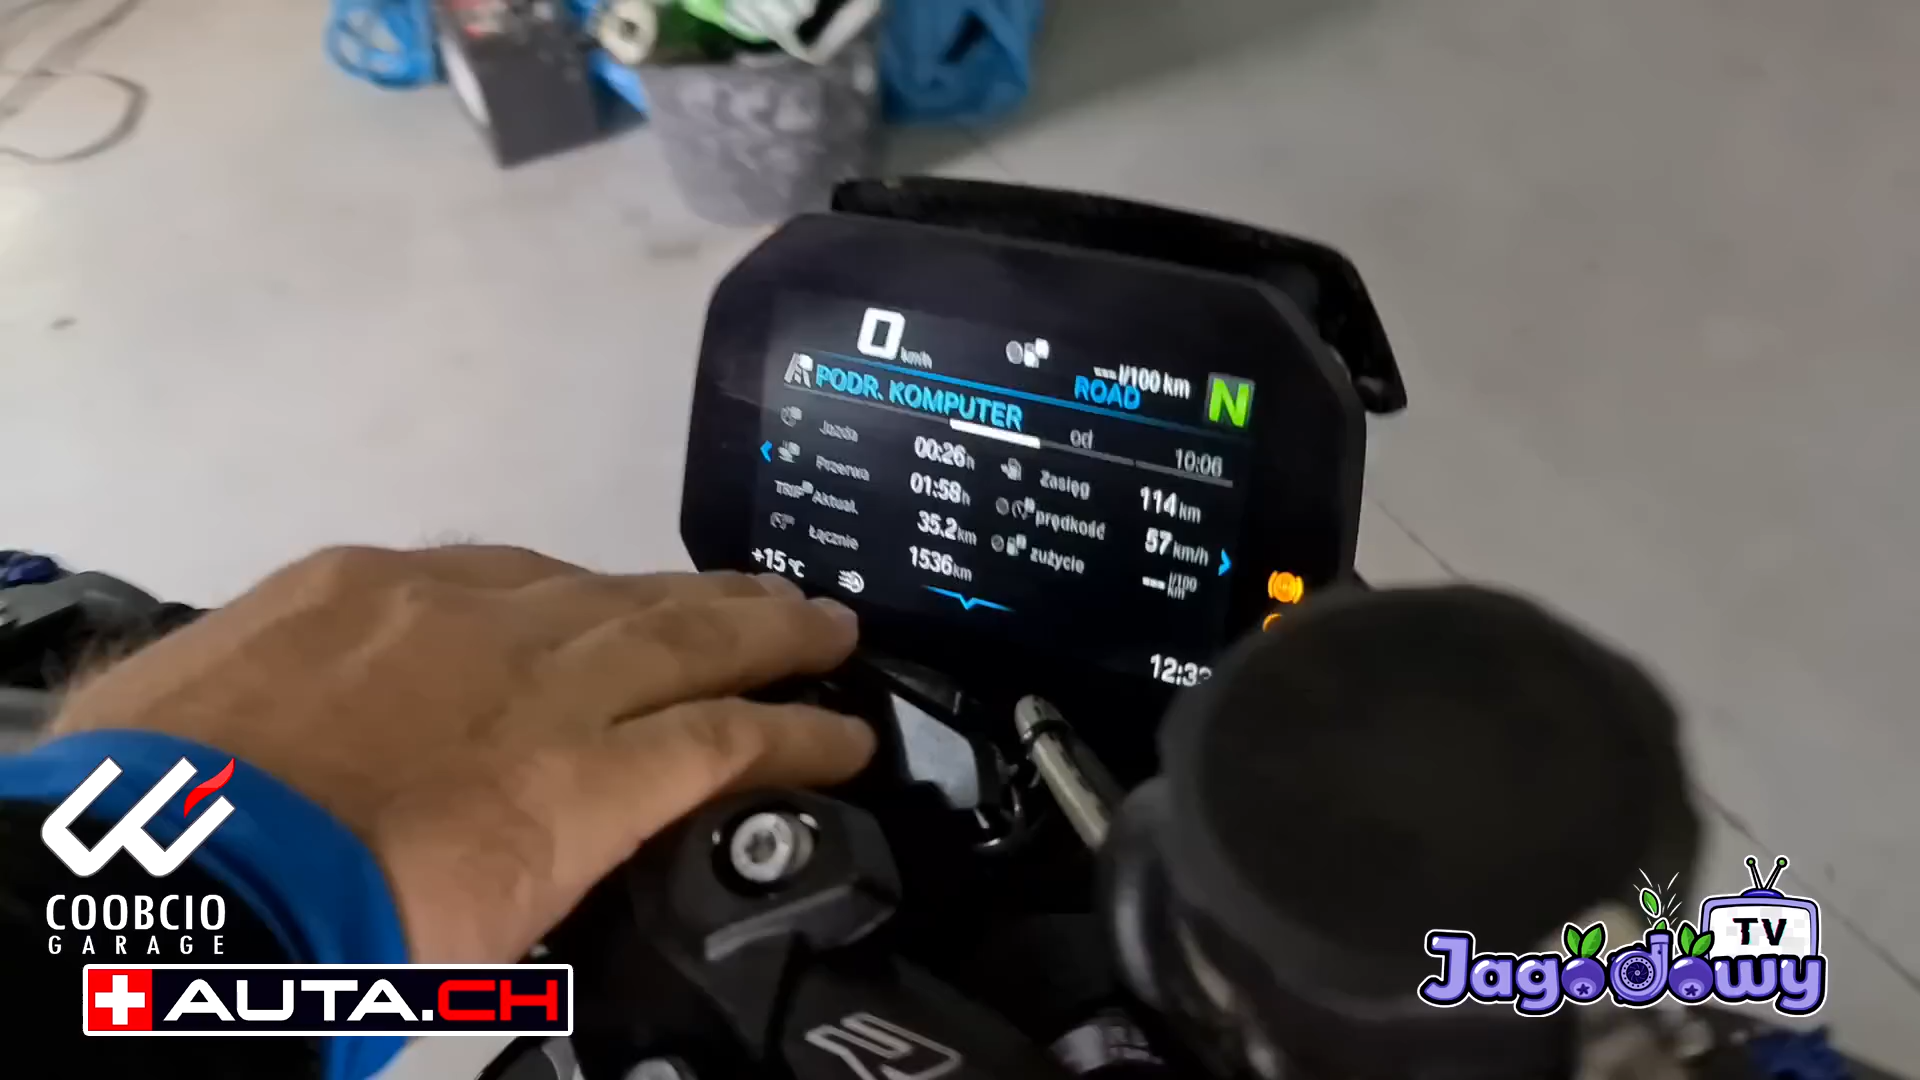 0 km/h
--- l/100 km
ROAD
N
PODR. KOMPUTER
od
10:06
Jazda
00:26 h
Zasięg
114 km
Przerwa
01:58 h
prędkość
57 km/h
TRIP Aktual.
35.2 km
zużycie
--- l/100 km
Łącznie
1536 km
+15 °C
COOBCIO
GARAGE
AUTA.CH
Jagodowy
TV